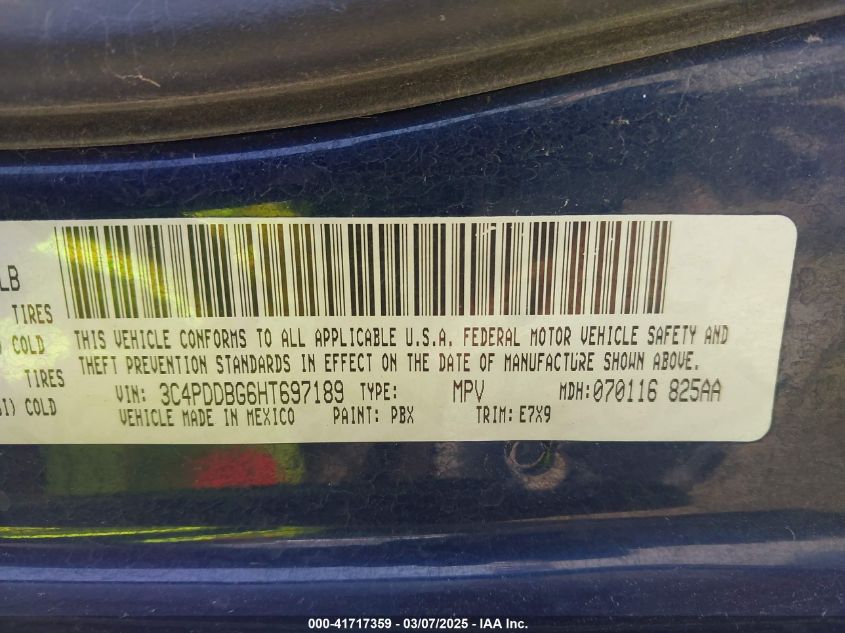 LB
TIRES
COLD
TIRES
SI) COLD
THIS VEHICLE CONFORMS TO ALL APPLICABLE U.S.A. FEDERAL MOTOR VEHICLE SAFETY AND
THEFT PREVENTION STANDARDS IN EFFECT ON THE DATE OF MANUFACTURE SHOWN ABOVE.
VIN: 3C4PDDBG6HT697189 TYPE: MPV MDH:070116 825AA
VEHICLE MADE IN MEXICO PAINT: PBX TRIM: E7X9
000-41717359 — 03/07/2025 — IAA Inc.